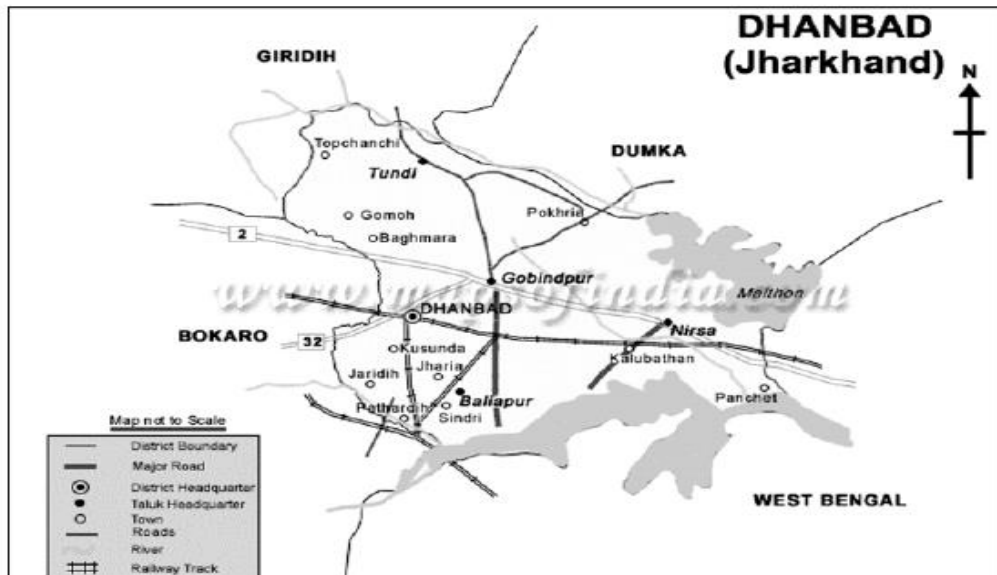 DHANBAD
(Jharkhand)
N
GIRIDIH
DUMKA
Topchanchi
Tundi
Pokhria
Gomoh
Baghmara
2
Gobindpur
www.mapsofindia.com
Maithon
DHANBAD
Nirsa
BOKARO
32
Kusunda
Kalubathan
Jharia
Jaridih
Baliapur
Panchet
Pathardih
Sindri
Map not to Scale
District Boundary
Major Road
District Headquarter
Taluk Headquarter
Town
Roads
River
Railway Track
WEST BENGAL